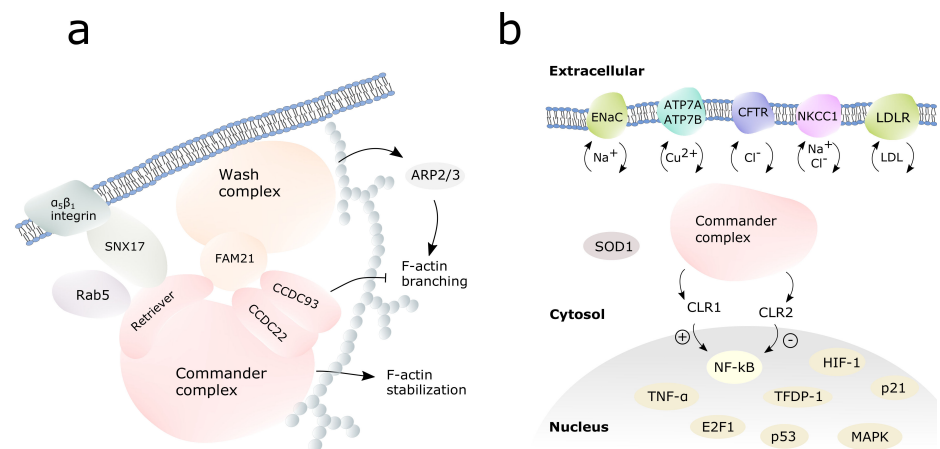 a
Wash
complex
ARP2/3
α5β1
integrin
SNX17
FAM21
F-actin
branching
Rab5
Retriever
CCDC93
CCDC22
Commander
complex
F-actin
stabilization
b
Extracellular
ENaC
ATP7A
ATP7B
CFTR
NKCC1
LDLR
Na+
Cu2+
Cl-
Na+
Cl-
LDL
Commander
complex
SOD1
CLR1
CLR2
Cytosol
+
-
NF-kB
HIF-1
p21
TNF-α
TFDP-1
E2F1
p53
MAPK
Nucleus